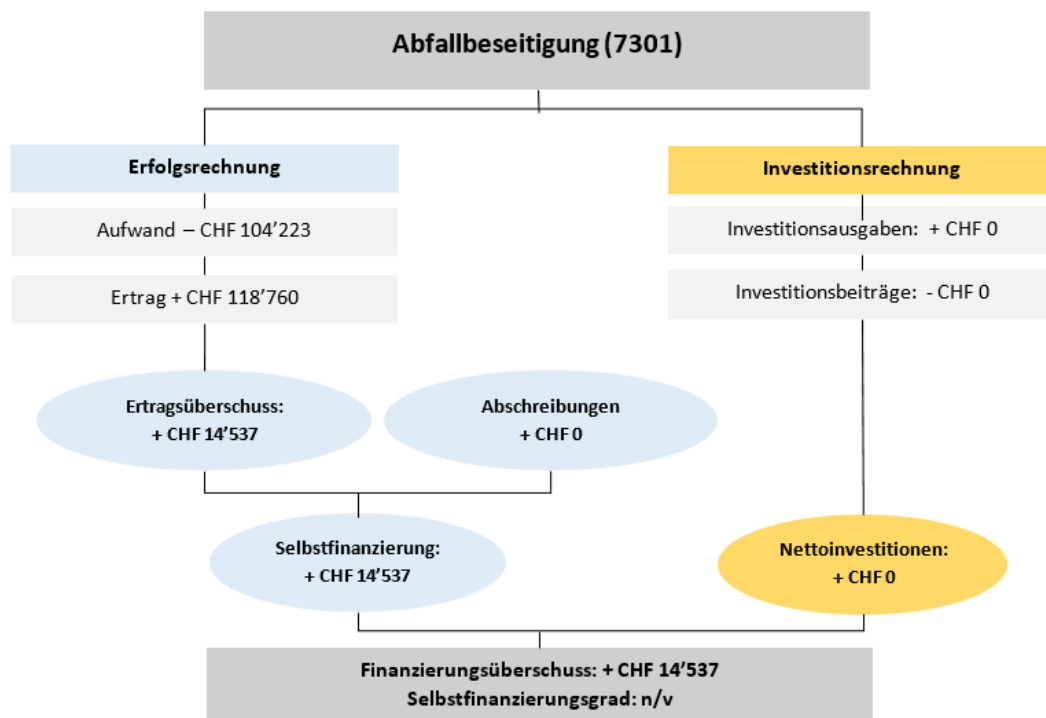 Abfallbeseitigung (7301)
Erfolgsrechnung
Aufwand – CHF 104’223
Ertrag + CHF 118’760
Ertragsüberschuss:
+ CHF 14’537
Abschreibungen
+ CHF 0
Selbstfinanzierung:
+ CHF 14’537
Investitionsrechnung
Investitionsausgaben: + CHF 0
Investitionsbeiträge: - CHF 0
Nettoinvestitionen:
+ CHF 0
Finanzierungsüberschuss: + CHF 14’537
Selbstfinanzierungsgrad: n/v